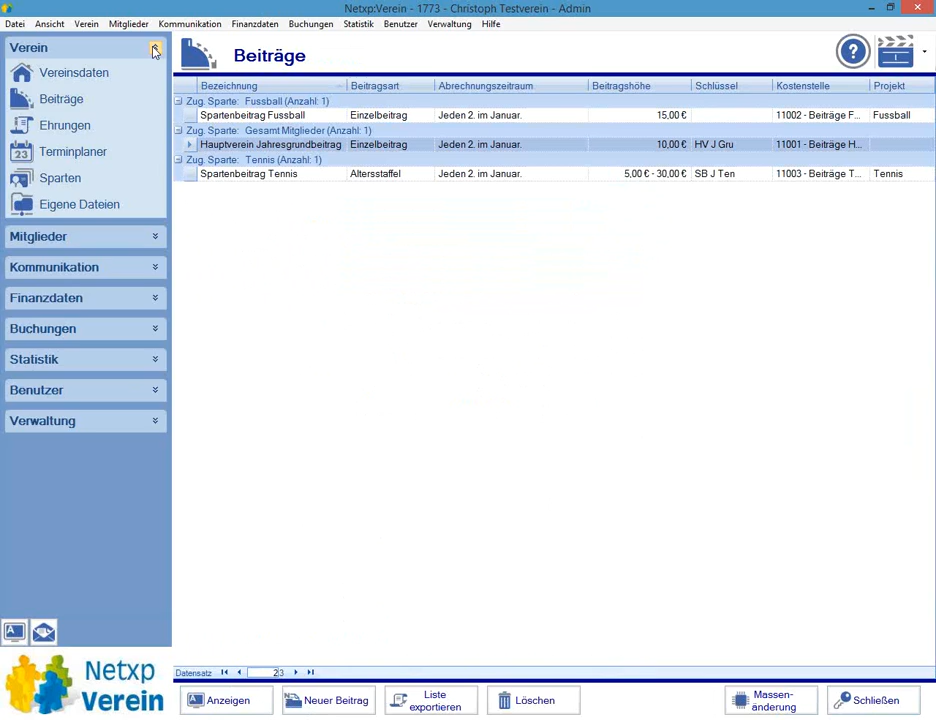 Netxp:Verein - 1773 - Christoph Testverein - Admin
Datei Ansicht Verein Mitglieder Kommunikation Finanzdaten Buchungen Statistik Benutzer Verwaltung Hilfe
Verein
Vereinsdaten
Beiträge
Ehrungen
23 Terminplaner
Sparten
Eigene Dateien
Mitglieder
Kommunikation
Finanzdaten
Buchungen
Statistik
Benutzer
Verwaltung
A
Netxp
Verein
Beiträge
?
Bezeichnung Beitragsart Abrechnungszeitraum Beitragshöhe Schlüssel Kostenstelle Projekt
Zug. Sparte: Fussball (Anzahl: 1)
Spartenbeitrag Fussball Einzelbeitrag Jeden 2. im Januar. 15,00 € 11002 - Beiträge F... Fussball
Zug. Sparte: Gesamt Mitglieder (Anzahl: 1)
Hauptverein Jahresgrundbeitrag Einzelbeitrag Jeden 2. im Januar. 10,00 € HV J Gru 11001 - Beiträge H...
Zug. Sparte: Tennis (Anzahl: 1)
Spartenbeitrag Tennis Altersstaffel Jeden 2. im Januar. 5,00 € - 30,00 € SB J Ten 11003 - Beiträge T... Tennis
Datensatz 2/3
Anzeigen Neuer Beitrag Liste exportieren Löschen Massen-änderung Schließen